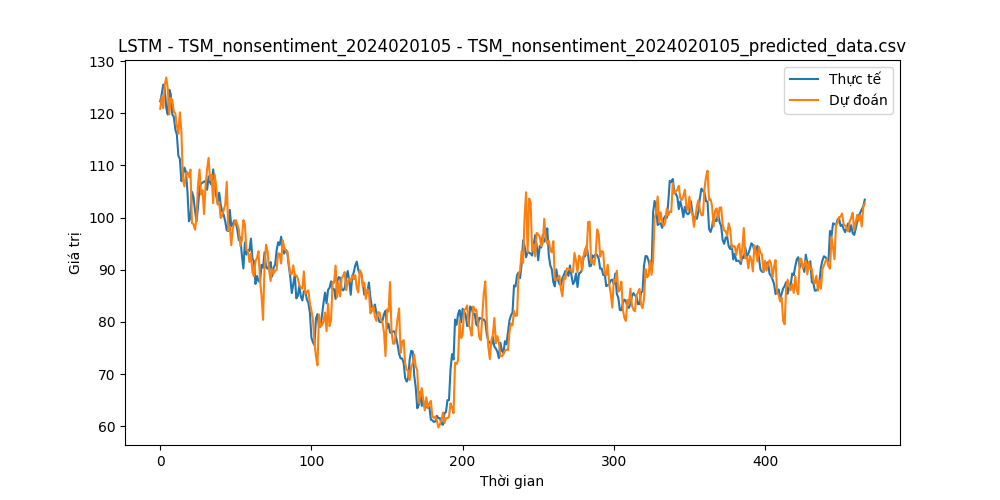 LSTM - TSM_nonsentiment_2024020105 - TSM_nonsentiment_2024020105_predicted_data.csv
130
120
110
100
90
80
70
60
Giá trị
Thực tế
Dự đoán
0
100
200
300
400
Thời gian